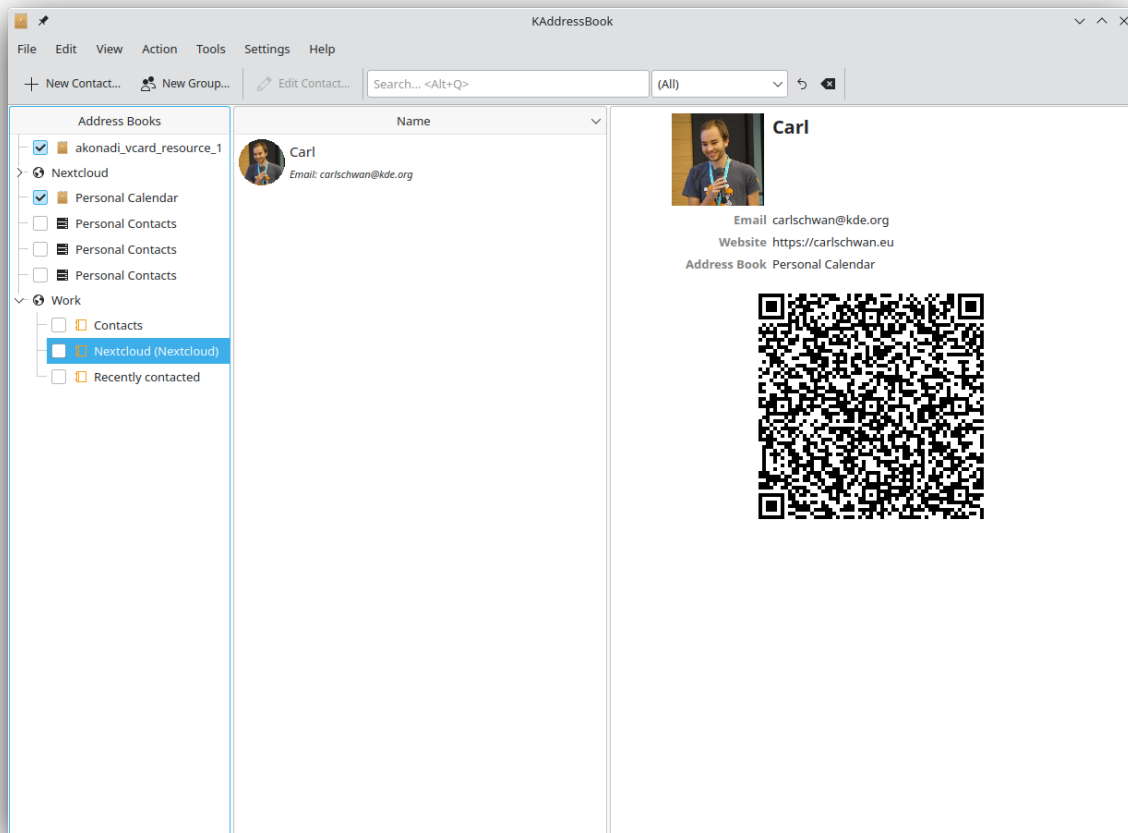 KAddressBook
File Edit View Action Tools Settings Help
New Contact... New Group... Edit Contact... Search... <Alt+Q> (All)
Address Books
akonadi_vcard_resource_1
Nextcloud
Personal Calendar
Personal Contacts
Personal Contacts
Personal Contacts
Work
Contacts
Nextcloud (Nextcloud)
Recently contacted
Name
Carl
Email: carlschwan@kde.org
Carl
Email carlschwan@kde.org
Website https://carlschwan.eu
Address Book Personal Calendar